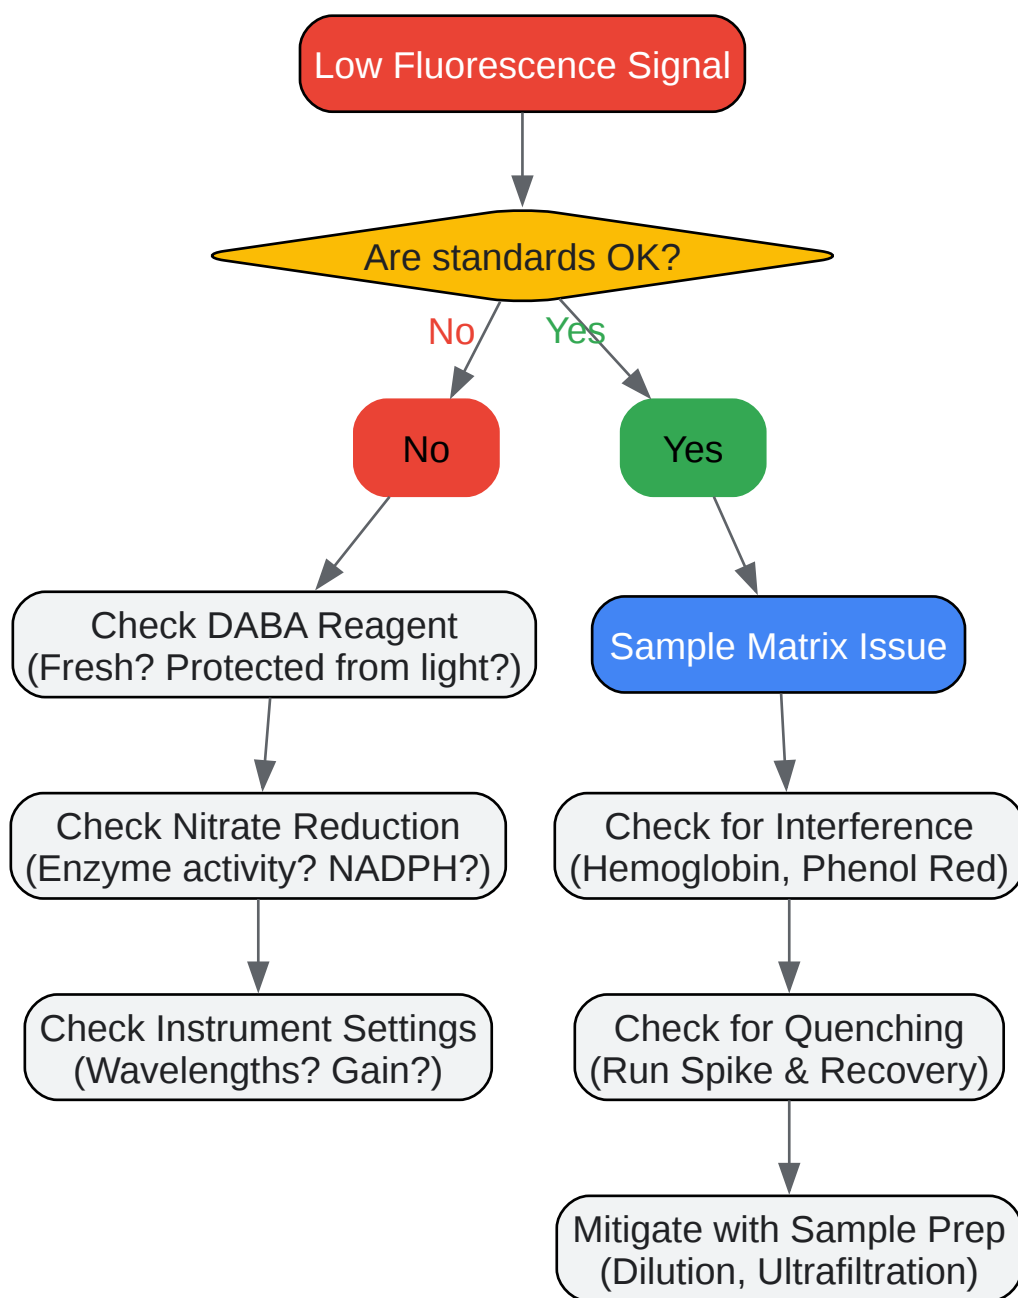 Low Fluorescence Signal
Are standards OK?
No
Yes
No
Yes
Check DABA Reagent
(Fresh? Protected from light?)
Sample Matrix Issue
Check Nitrate Reduction
(Enzyme activity? NADPH?)
Check for Interference
(Hemoglobin, Phenol Red)
Check Instrument Settings
(Wavelengths? Gain?)
Check for Quenching
(Run Spike & Recovery)
Mitigate with Sample Prep
(Dilution, Ultrafiltration)